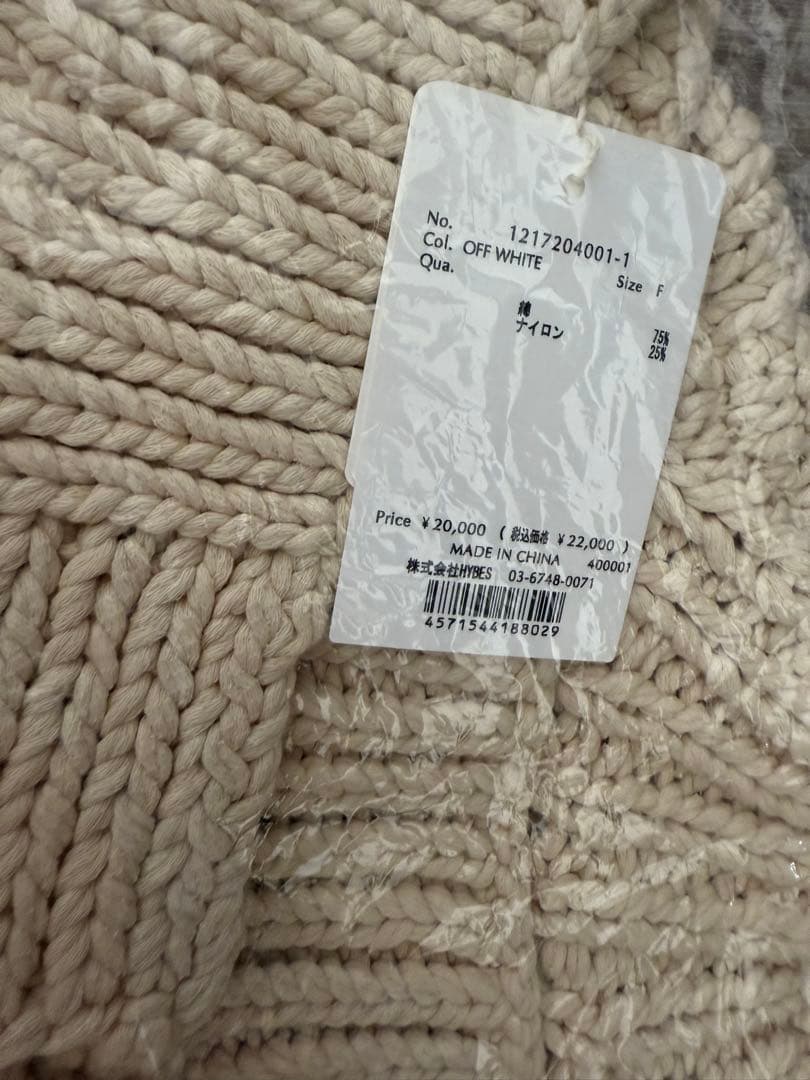 No. 1217204001-1
Col. OFF WHITE
Qua. Size F
綿 75%
ナイロン 25%
Price ¥20,000 ( 税込価格 ¥22,000 )
MADE IN CHINA 400001
株式会社HYBES 03-6748-0071
4571544188029